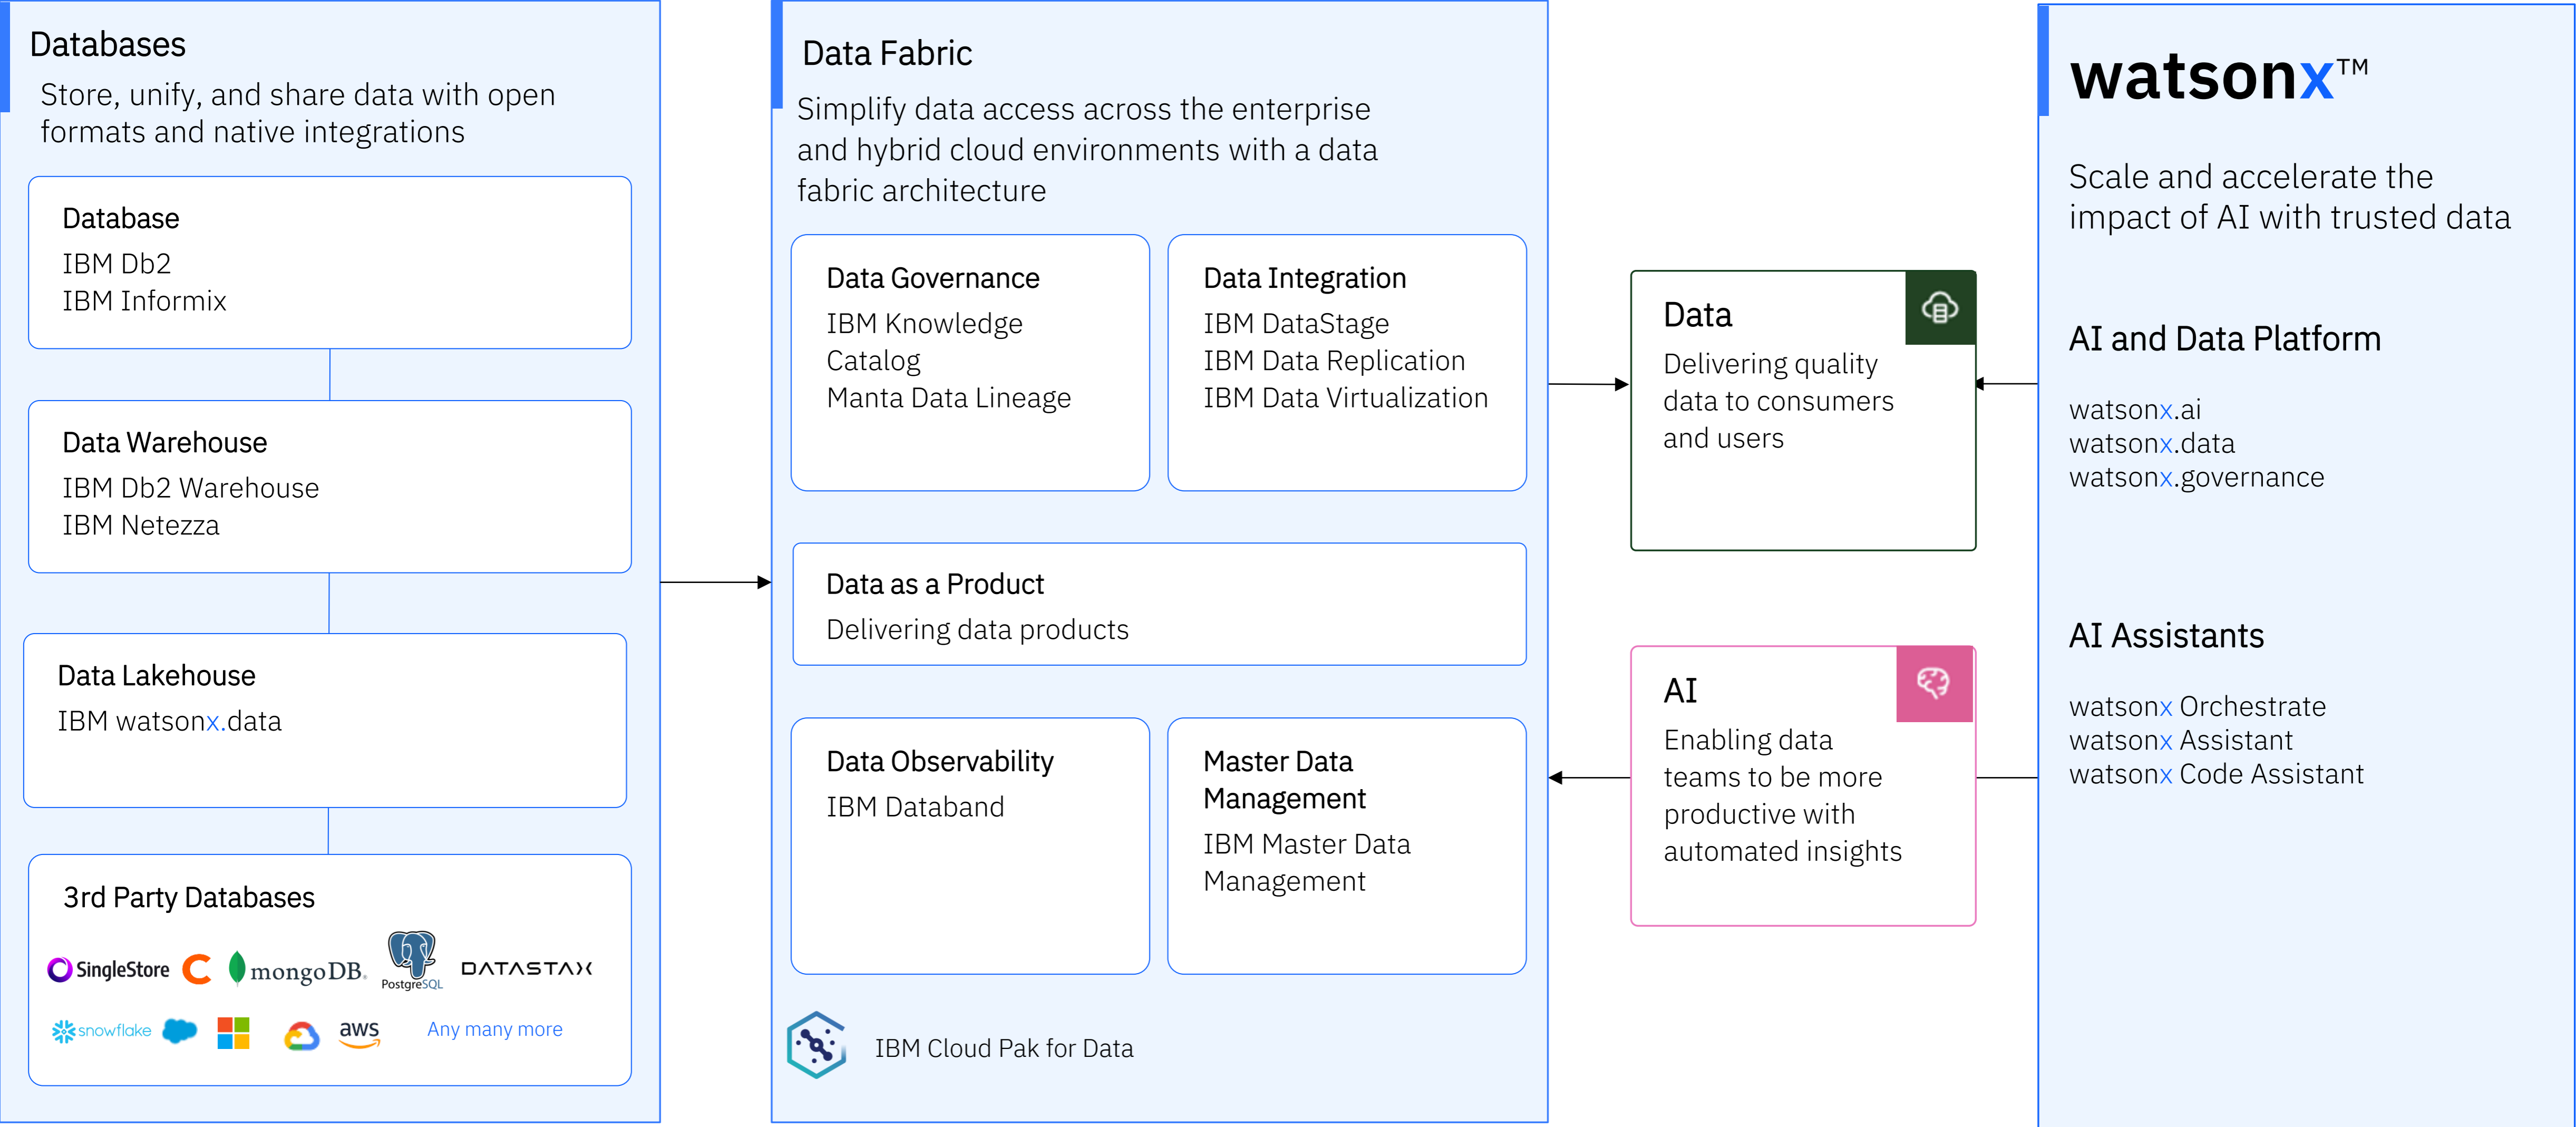 Databases
Store, unify, and share data with open
formats and native integrations
Database
IBM Db2
IBM Informix
Data Warehouse
IBM Db2 Warehouse
IBM Netezza
Data Lakehouse
IBM watsonx.data
3rd Party Databases
SingleStore
mongoDB.
PostgreSQL
DATASTAX
snowflake
aws
Any many more
Data Fabric
Simplify data access across the enterprise
and hybrid cloud environments with a data
fabric architecture
Data Governance
IBM Knowledge
Catalog
Manta Data Lineage
Data Integration
IBM DataStage
IBM Data Replication
IBM Data Virtualization
Data as a Product
Delivering data products
Data Observability
IBM Databand
Master Data
Management
IBM Master Data
Management
IBM Cloud Pak for Data
Data
Delivering quality
data to consumers
and users
AI
Enabling data
teams to be more
productive with
automated insights
watsonx™
Scale and accelerate the
impact of AI with trusted data
AI and Data Platform
watsonx.ai
watsonx.data
watsonx.governance
AI Assistants
watsonx Orchestrate
watsonx Assistant
watsonx Code Assistant